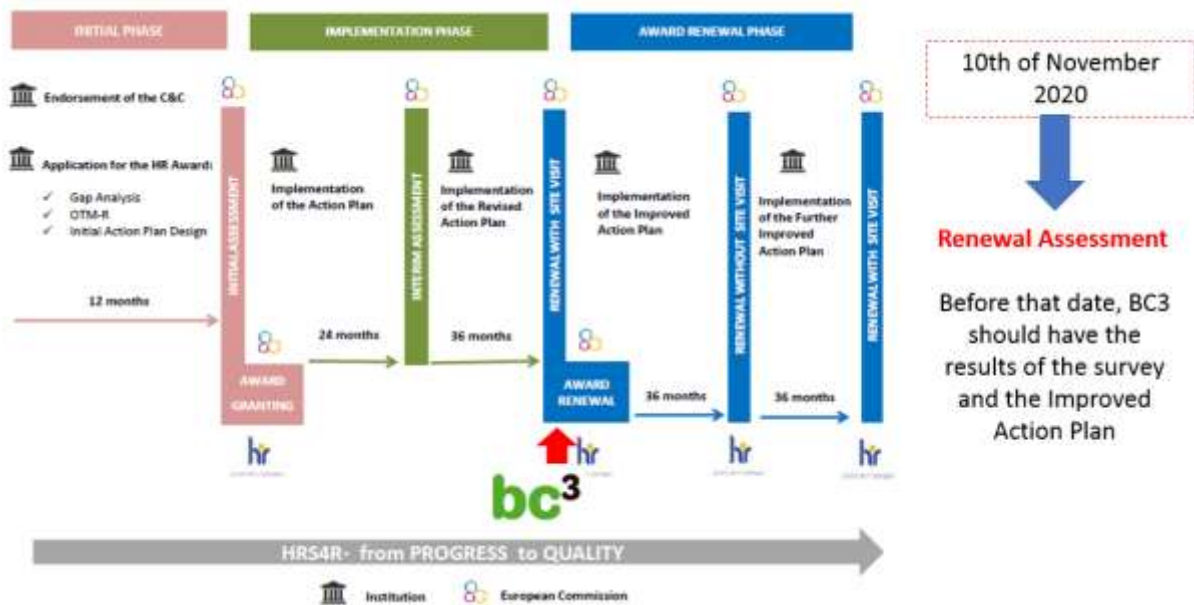 INITIAL PHASE
IMPLEMENTATION PHASE
AWARD RENEWAL PHASE
Endorsement of the C&C
Application for the HR Award:
✓ Gap Analysis
✓ OTM-R
✓ Initial Action Plan Design
12 months
INITIAL ASSESSMENT
AWARD
GRANTING
Implementation
of the Action Plan
24 months
INTERIM ASSESSMENT
Implementation
of the Revised
Action Plan
36 months
RENEWAL WITH SITE VISIT
AWARD
RENEWAL
Implementation
of the Improved
Action Plan
36 months
RENEWAL WITHOUT SITE VISIT
Implementation
of the Further
Improved
Action Plan
36 months
RENEWAL WITH SITE VISIT
hr
hr
hr
hr
bc³
HRS4R- from PROGRESS to QUALITY
Institution
European Commission
10th of November
2020
Renewal Assessment
Before that date, BC3
should have the
results of the survey
and the Improved
Action Plan